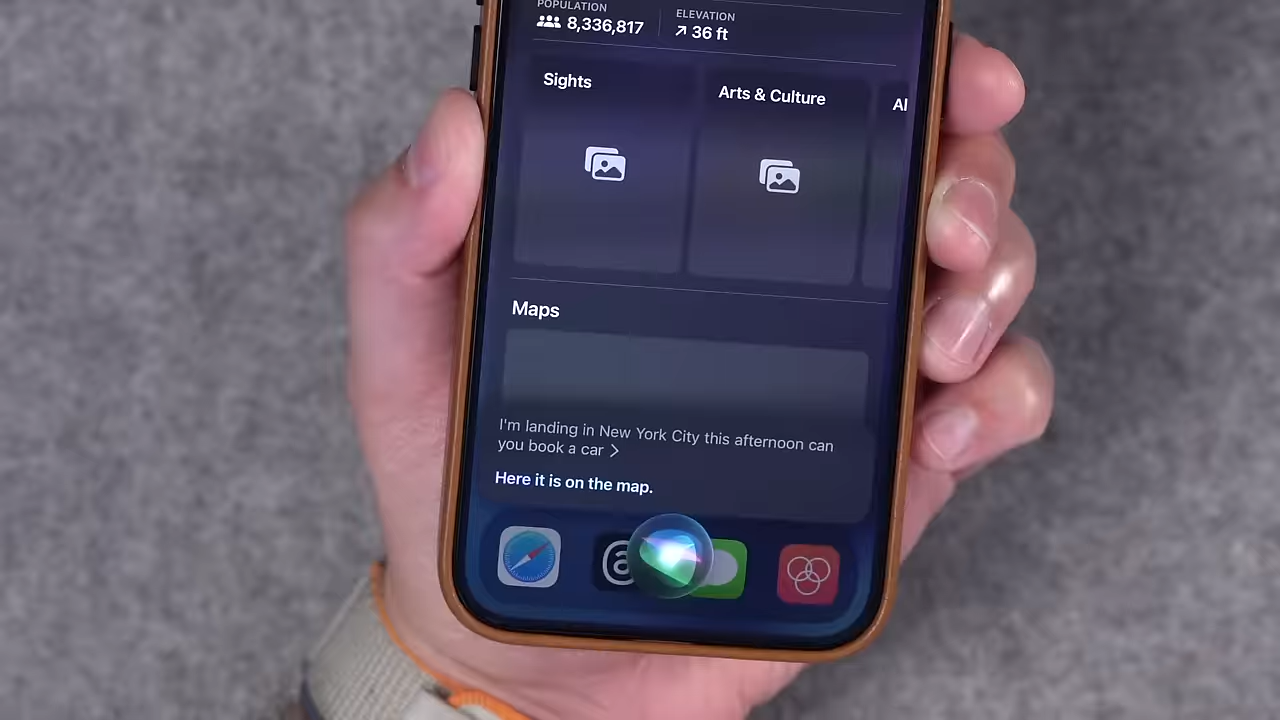 POPULATION
8,336,817
ELEVATION
36 ft
Sights
Arts & Culture
Al
Maps
I'm landing in New York City this afternoon can
you book a car >
Here it is on the map.